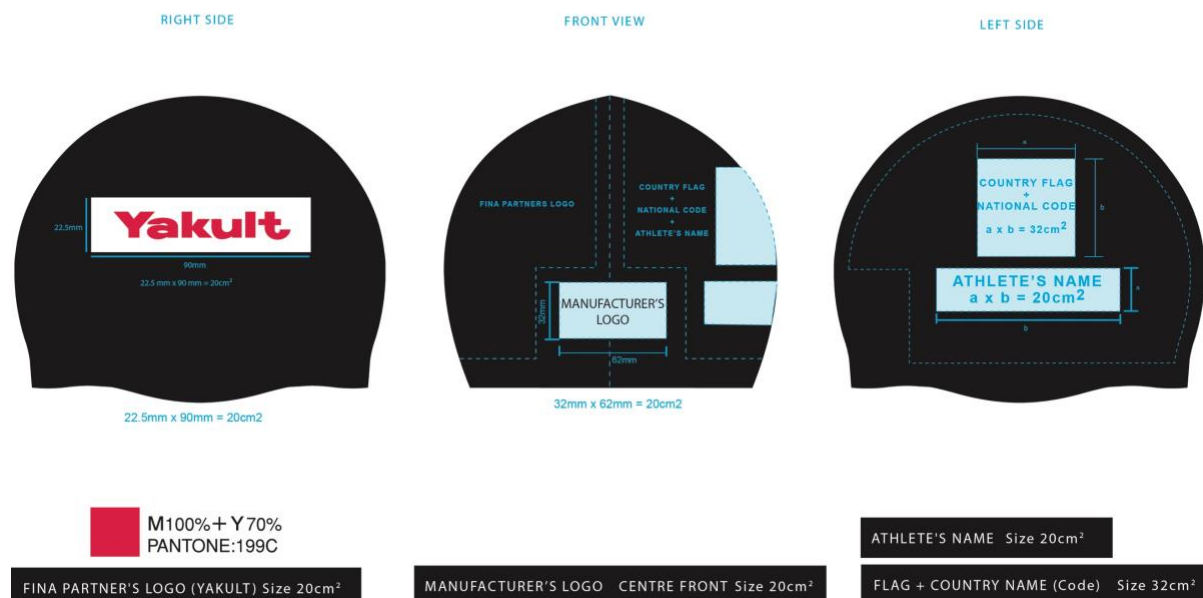 RIGHT SIDE
FRONT VIEW
LEFT SIDE
22.5mm
Yakult
90mm
22.5 mm x 90 mm = 20cm²
22.5mm x 90mm = 20cm2
FINA PARTNERS LOGO
COUNTRY FLAG
+
NATIONAL CODE
+
ATHLETE'S NAME
32mm
MANUFACTURER'S
LOGO
62mm
32mm x 62mm = 20cm2
a
COUNTRY FLAG
+
NATIONAL CODE
a x b = 32cm²
b
ATHLETE'S NAME
a x b = 20cm²
a
b
M100%+Y70%
PANTONE:199C
FINA PARTNER'S LOGO (YAKULT) Size 20cm²
MANUFACTURER'S LOGO CENTRE FRONT Size 20cm²
ATHLETE'S NAME Size 20cm²
FLAG + COUNTRY NAME (Code) Size 32cm²